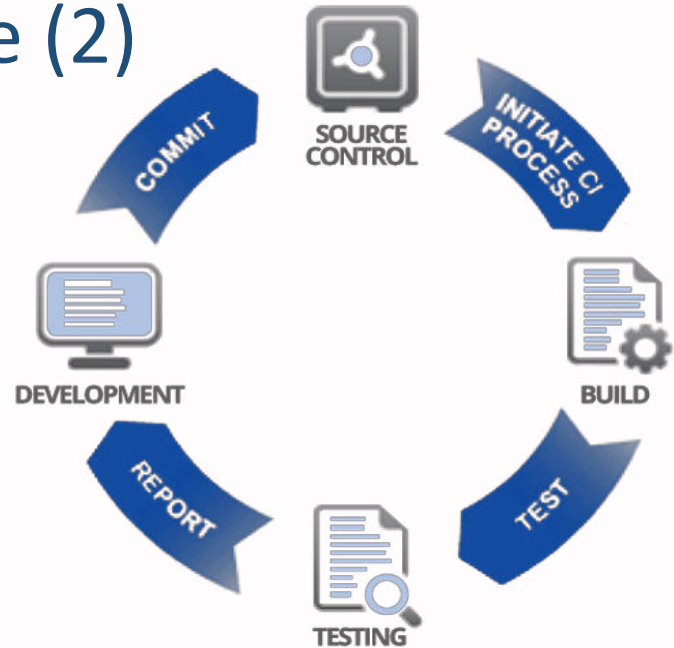 e (2)
COMMIT
SOURCE
CONTROL
INITIATE CI
PROCESS
DEVELOPMENT
BUILD
REPORT
TEST
TESTING